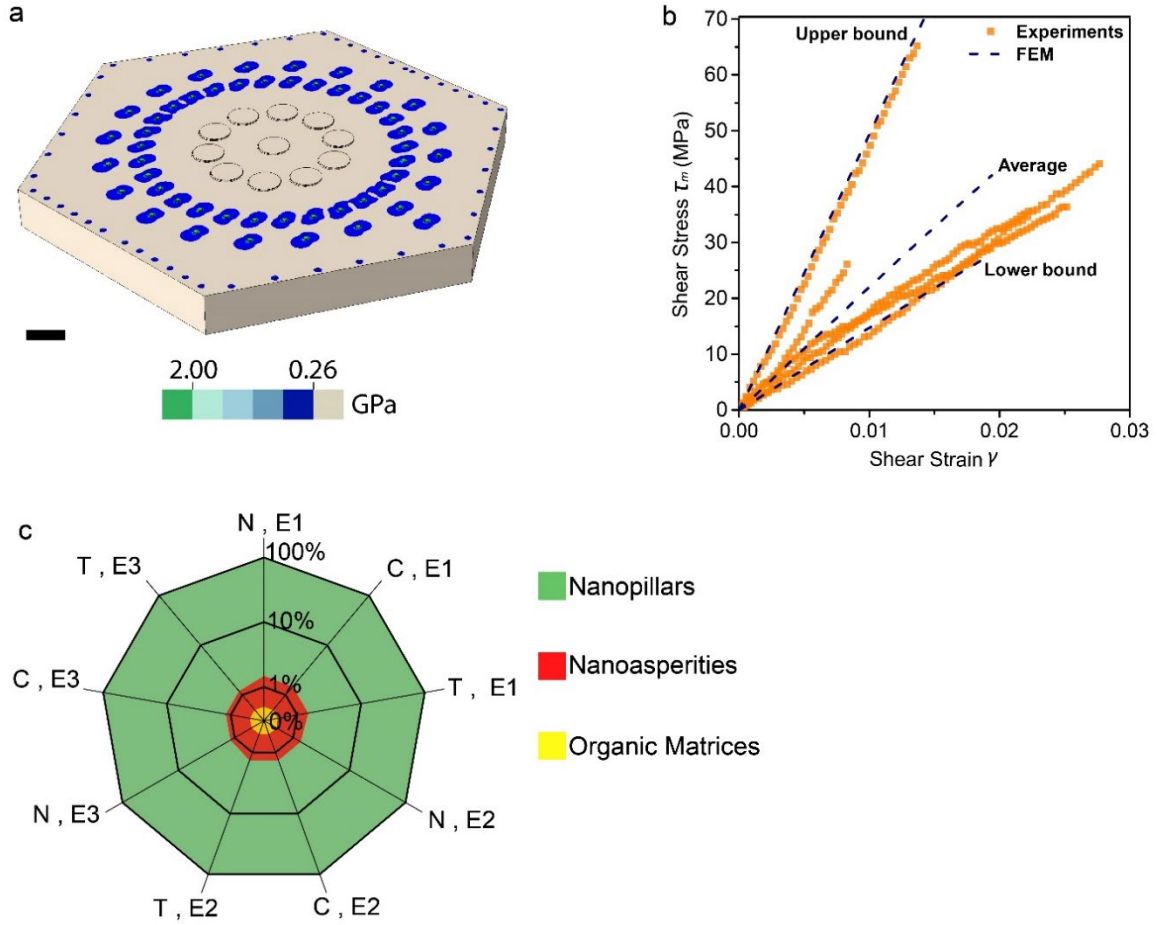 a
2.00
0.26
GPa
b
Shear Stress τm (MPa)
70
60
50
40
30
20
10
0
0.00
0.01
0.02
0.03
Shear Strain γ
Upper bound
Experiments
FEM
Average
Lower bound
c
N , E1
C, E1
T, E1
N, E2
C, E2
T, E2
N, E3
C, E3
T, E3
100%
10%
1%
0%
Nanopillars
Nanoasperities
Organic Matrices